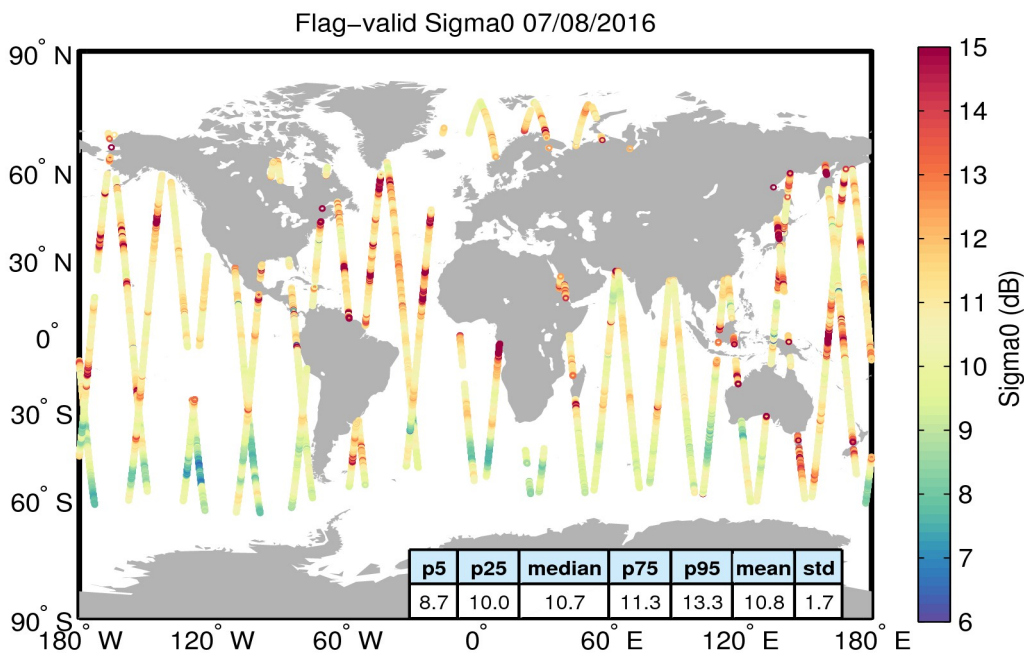 Flag−valid Sigma0 07/08/2016
90° N
60° N
30° N
0°
30° S
60° S
90° S
180° W
120° W
60° W
0°
60° E
120° E
180° E
p5 p25 median p75 p95 mean std
8.7 10.0 10.7 11.3 13.3 10.8 1.7
15
14
13
12
11
10
9
8
7
6
Sigma0 (dB)